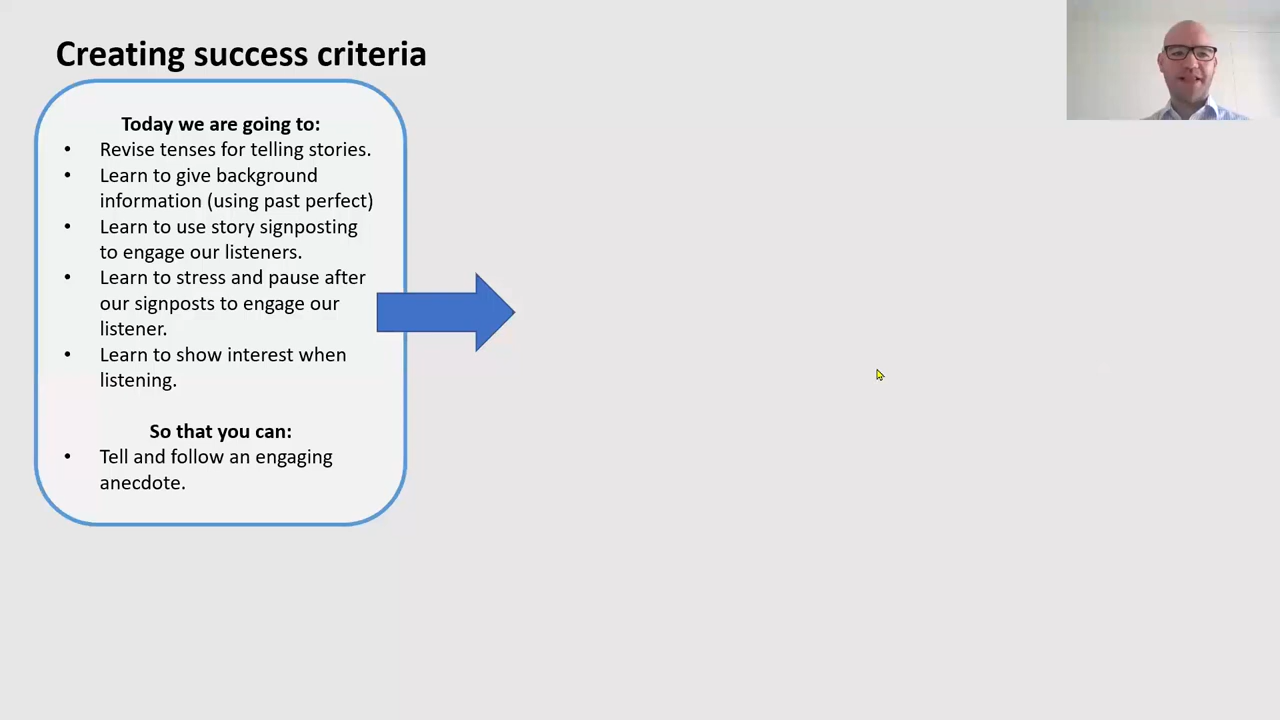 Creating success criteria
Today we are going to:
• Revise tenses for telling stories.
• Learn to give background
information (using past perfect)
• Learn to use story signposting
to engage our listeners.
• Learn to stress and pause after
our signposts to engage our
listener.
• Learn to show interest when
listening.
So that you can:
• Tell and follow an engaging
anecdote.